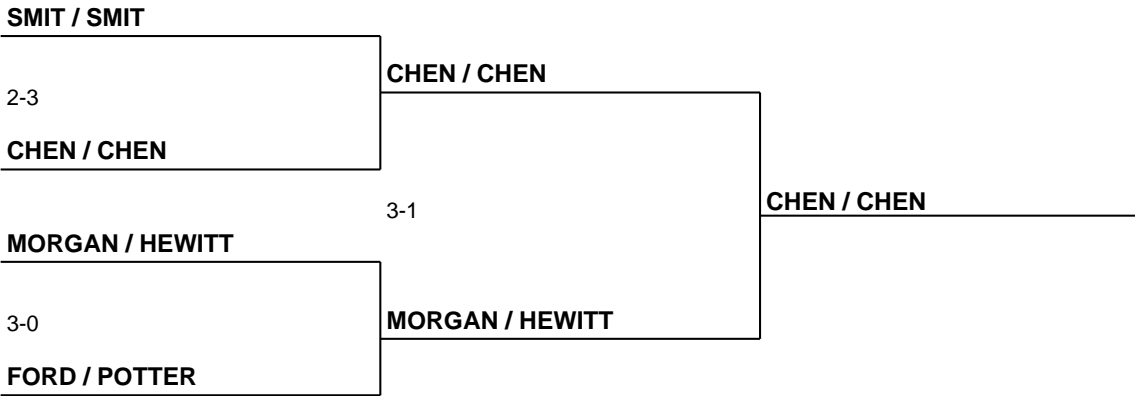 SMIT / SMIT
CHEN / CHEN
2-3
CHEN / CHEN
CHEN / CHEN
3-1
MORGAN / HEWITT
3-0
MORGAN / HEWITT
FORD / POTTER